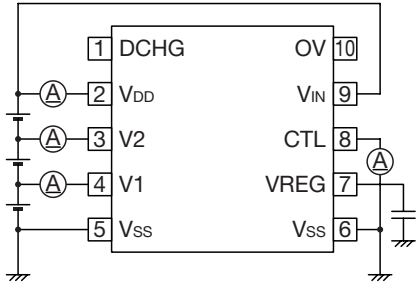 1 DCHG OV 10
A 2 VDD VIN 9
A 3 V2 CTL 8
A
A 4 V1 VREG 7
5 VSS VSS 6